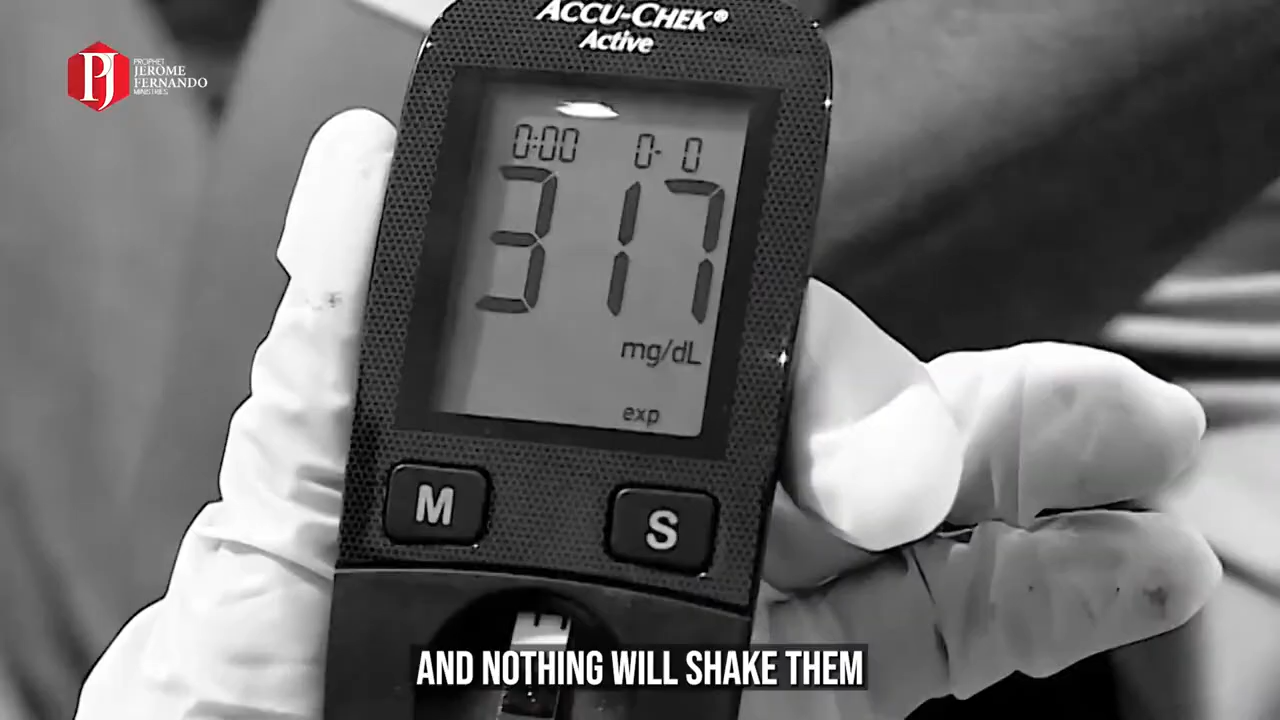 ACCU-CHEK®
Active
PJ
PROPHET
JEROME
FERNANDO
MINISTRIES
0:00 0- 0
317
mg/dL
exp
M S
AND NOTHING WILL SHAKE THEM